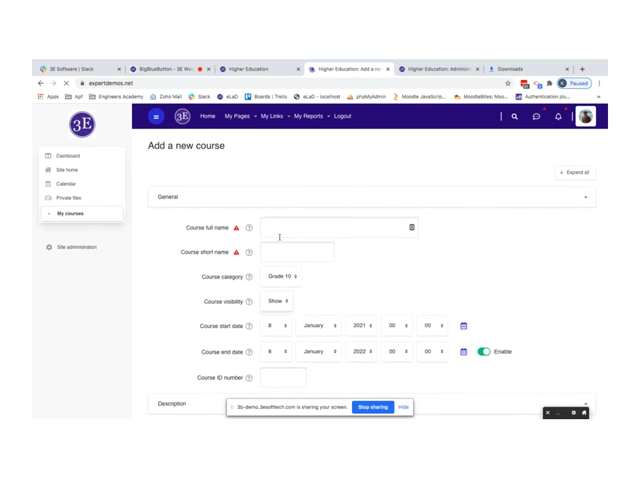 3E Software | Slack
BigBlueButton - 3E We
Higher Education
Higher Education: Add a ne
Higher Education: Administ
Downloads
expertdemos.net
Paused
Apps
Apf
Engineers Academy
Zoho Mail
Slack
eLaD
Boards | Trello
eLaD - localhost
phpMyAdmin
Moodle JavaScrip...
MoodleBites: Moo...
Authentication plu...
3E
3E
Home
My Pages
My Links
My Reports
Logout
Dashboard
Site home
Calendar
Private files
My courses
Site administration
Add a new course
Expand all
General
Course full name
Course short name
Course category
Grade 10
Course visibility
Show
Course start date
8 January 2021 00 00
Course end date
8 January 2022 00 00
Enable
Course ID number
Description
3b-demo.3esofttech.com is sharing your screen.
Stop sharing
Hide